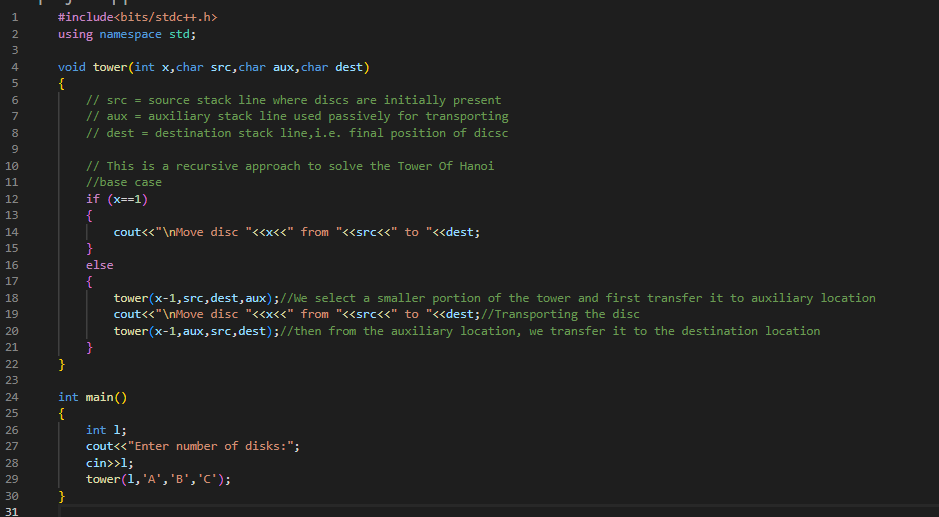 1 #include<bits/stdc++.h>
2 using namespace std;
3
4 void tower(int x,char src,char aux,char dest)
5 {
6 // src = source stack line where discs are initially present
7 // aux = auxiliary stack line used passively for transporting
8 // dest = destination stack line,i.e. final position of dicsc
9
10 // This is a recursive approach to solve the Tower Of Hanoi
11 //base case
12 if (x==1)
13 {
14 cout<<"\nMove disc "<<x<<" from "<<src<<" to "<<dest;
15 }
16 else
17 {
18 tower(x-1,src,dest,aux);//We select a smaller portion of the tower and first transfer it to auxiliary location
19 cout<<"\nMove disc "<<x<<" from "<<src<<" to "<<dest;//Transporting the disc
20 tower(x-1,aux,src,dest);//then from the auxiliary location, we transfer it to the destination location
21 }
22 }
23
24 int main()
25 {
26 int l;
27 cout<<"Enter number of disks:";
28 cin>>l;
29 tower(l,'A','B','C');
30 }
31